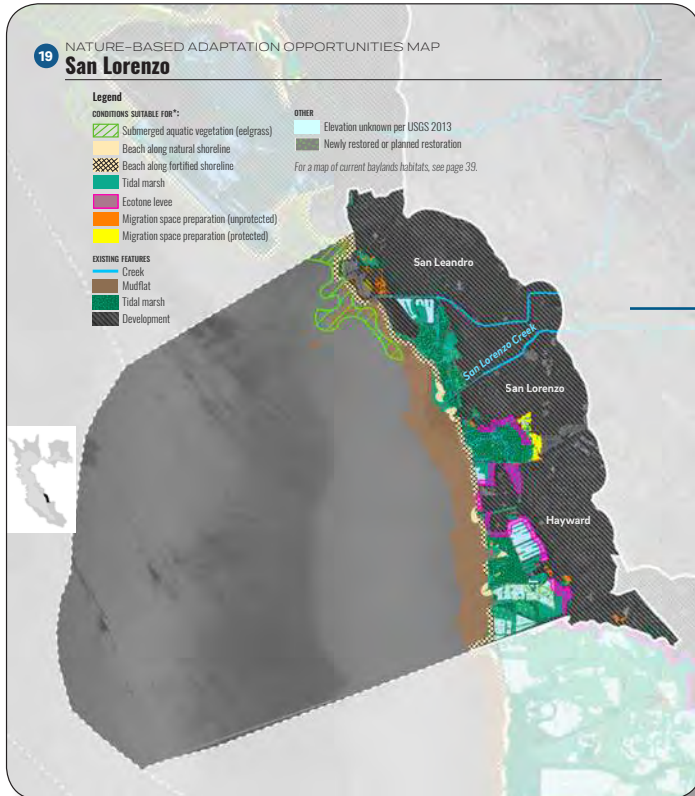 19
NATURE-BASED ADAPTATION OPPORTUNITIES MAP
San Lorenzo
Legend
CONDITIONS SUITABLE FOR*:
Submerged aquatic vegetation (eelgrass)
Beach along natural shoreline
Beach along fortified shoreline
Tidal marsh
Ecotone levee
Migration space preparation (unprotected)
Migration space preparation (protected)
EXISTING FEATURES
Creek
Mudflat
Tidal marsh
Development
OTHER
Elevation unknown per USGS 2013
Newly restored or planned restoration
For a map of current baylands habitats, see page 39.
San Leandro
San Lorenzo Creek
San Lorenzo
Hayward